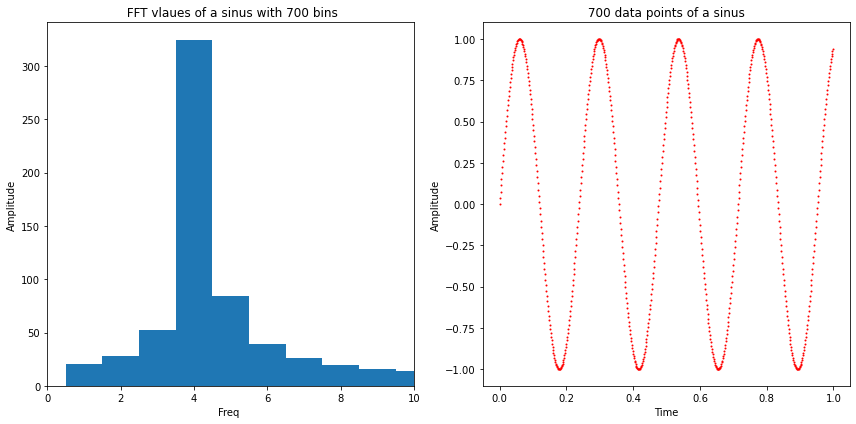 FFT vlaues of a sinus with 700 bins
300
250
200
150
100
50
0
Amplitude
0 2 4 6 8 10
Freq
700 data points of a sinus
1.00
0.75
0.50
0.25
0.00
−0.25
−0.50
−0.75
−1.00
Amplitude
0.0 0.2 0.4 0.6 0.8 1.0
Time